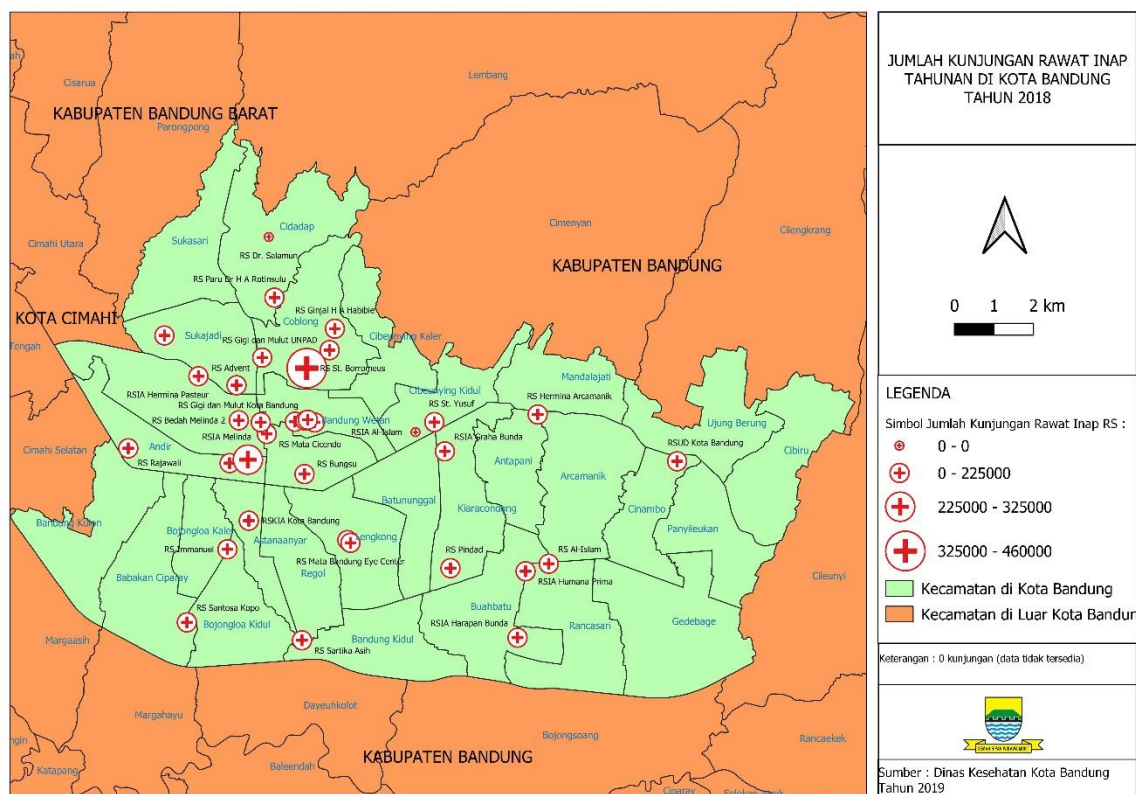 JUMLAH KUNJUNGAN RAWAT INAP
TAHUNAN DI KOTA BANDUNG
TAHUN 2018
0 1 2 km
LEGENDA
Simbol Jumlah Kunjungan Rawat Inap RS :
0 - 0
0 - 225000
225000 - 325000
325000 - 460000
Kecamatan di Kota Bandung
Kecamatan di Luar Kota Bandun
Keterangan : 0 kunjungan (data tidak tersedia)
Sumber : Dinas Kesehatan Kota Bandung
Tahun 2019
Cisarua
Lembang
KABUPATEN BANDUNG BARAT
Parongpong
Cimenyan
Cilengkrang
Cidadap
Sukasari
Cimahi Utara
RS Dr. Salamun
KABUPATEN BANDUNG
RS Paru Dr H A Rotinsulu
RS Ginjal H A Habibie
KOTA CIMAHI
Coblong
Sukajadi
Cibeunying Kaler
RS Gigi dan Mulut UNPAD
Tengah
RS Advent
RS St. Borromeus
Mandalajati
RSIA Hermina Pasteur
Cibeunying Kidul
RS Hermina Arcamanik
RS St. Yusuf
RS Gigi dan Mulut Kota Bandung
RS Bedah Melinda 2
Bandung Wetan
RSIA Al-Islam
RSIA Melinda
RS Mata Cicendo
RSIA Graha Bunda
RSUD Kota Bandung
Ujung Berung
Andir
Cibiru
Cimahi Selatan
RS Rajawali
RS Bungsu
Antapani
Arcamanik
Batununggal
Kiaracondong
Cinambo
Bandung Kulon
RSKIA Kota Bandung
Bojongloa Kaler
Panyileukan
Astanaanyar
Lengkong
RS Immanuel
RS Mata Bandung Eye Center
RS Pindad
RS Al-Islam
Regol
Babakan Ciparay
RSIA Humana Prima
Cileunyi
RS Santosa Kopo
Buahbatu
Bojongloa Kidul
RSIA Harapan Bunda
Rancasari
Gedebage
Margaasih
RS Sartika Asih
Bandung Kidul
Margahayu
Dayeuhkolot
Bojongsoang
Rancaekek
KABUPATEN BANDUNG
Katapang
Baleendah
Ciparay